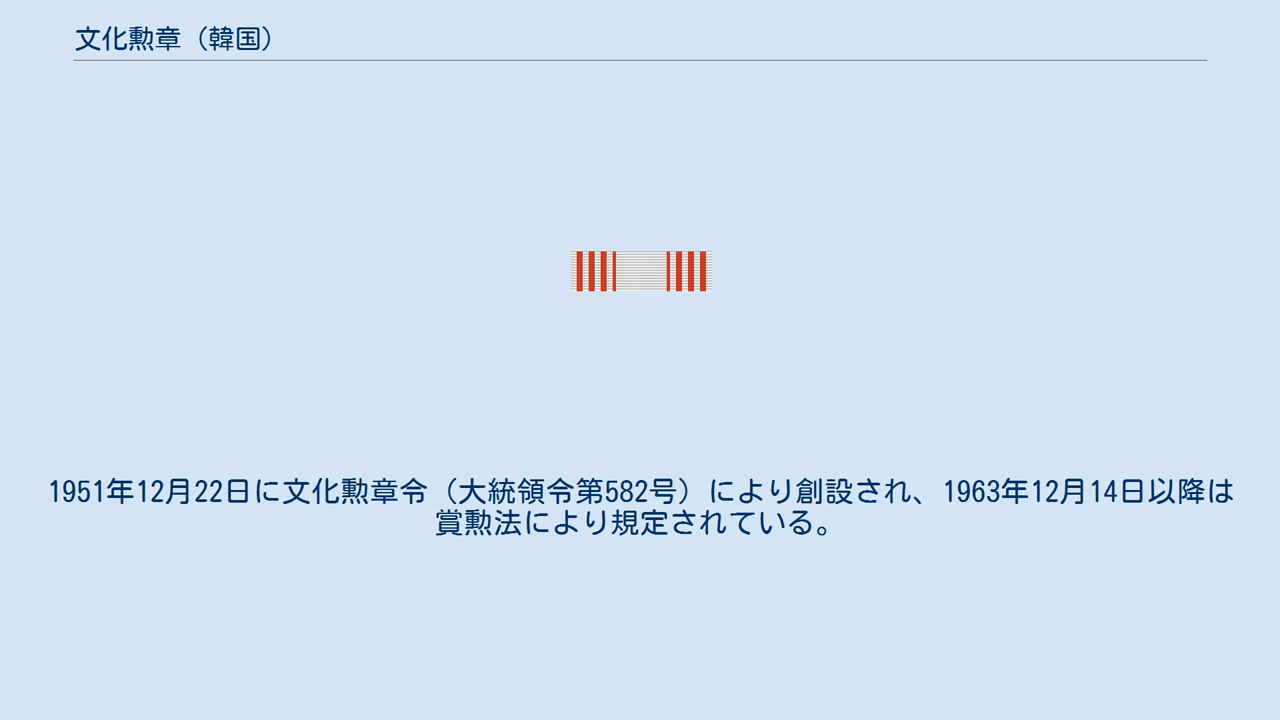 文化勲章（韓国）
1951年12月22日に文化勲章令（大統領令第582号）により創設され、1963年12月14日以降は
賞勲法により規定されている。